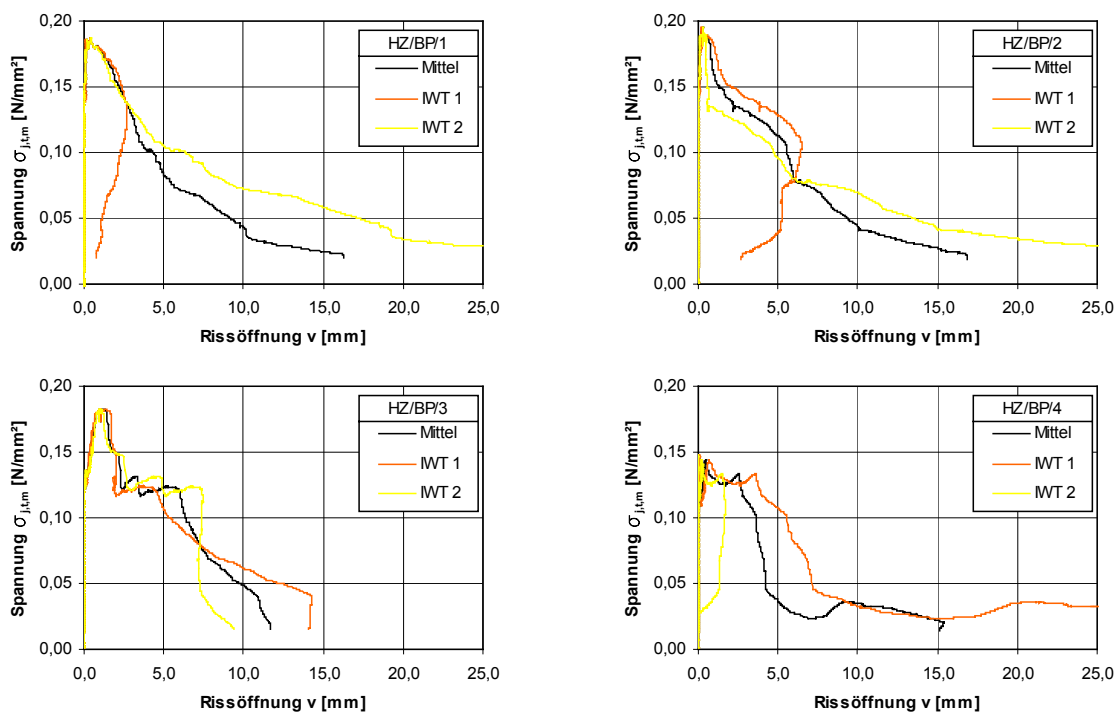 0,20
0,15
0,10
0,05
0,00
Spannung σj,t,m [N/mm²]
HZ/BP/1
Mittel
IWT 1
IWT 2
0,0 5,0 10,0 15,0 20,0 25,0
Rissöffnung v [mm]
0,20
0,15
0,10
0,05
0,00
Spannung σj,t,m [N/mm²]
HZ/BP/2
Mittel
IWT 1
IWT 2
0,0 5,0 10,0 15,0 20,0 25,0
Rissöffnung v [mm]
0,20
0,15
0,10
0,05
0,00
Spannung σj,t,m [N/mm²]
HZ/BP/3
Mittel
IWT 1
IWT 2
0,0 5,0 10,0 15,0 20,0 25,0
Rissöffnung v [mm]
0,20
0,15
0,10
0,05
0,00
Spannung σj,t,m [N/mm²]
HZ/BP/4
Mittel
IWT 1
IWT 2
0,0 5,0 10,0 15,0 20,0 25,0
Rissöffnung v [mm]